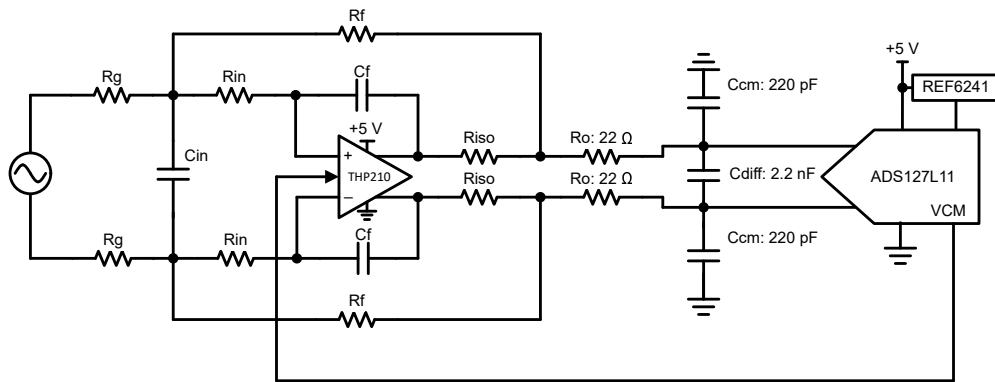 Rf
+5 V
Rg
Rin
Cf
Ccm: 220 pF
REF6241
+5 V
Riso
Ro: 22 Ω
+
Cin
THP210
Cdiff: 2.2 nF
ADS127L11
Riso
Ro: 22 Ω
–
VCM
Rg
Rin
Cf
Ccm: 220 pF
Rf